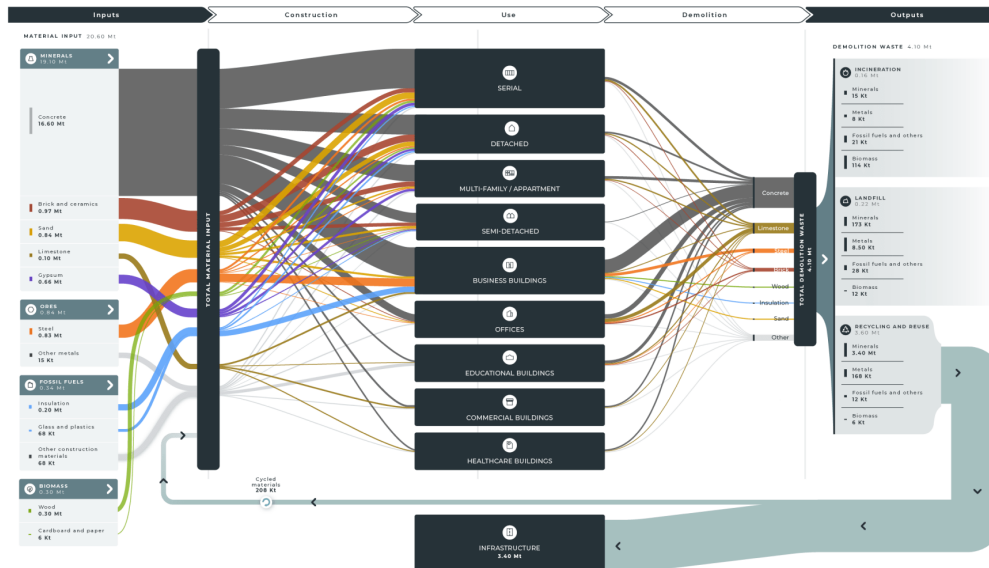 Inputs
Construction
Use
Demolition
Outputs
MATERIAL INPUT 20.60 Mt
MINERALS
19.10 Mt
Concrete
16.60 Mt
Brick and ceramics
0.97 Mt
Sand
0.84 Mt
Limestone
0.10 Mt
Gypsum
0.66 Mt
ORES
0.84 Mt
Steel
0.83 Mt
Other metals
15 Kt
FOSSIL FUELS
0.34 Mt
Insulation
0.20 Mt
Glass and plastics
68 Kt
Other construction
materials
68 Kt
BIOMASS
0.30 Mt
Wood
0.30 Mt
Cardboard and paper
6 Kt
TOTAL MATERIAL INPUT
Cycled
materials
208 Kt
SERIAL
DETACHED
MULTI-FAMILY / APPARTMENT
SEMI-DETACHED
BUSINESS BUILDINGS
OFFICES
EDUCATIONAL BUILDINGS
COMMERCIAL BUILDINGS
HEALTHCARE BUILDINGS
INFRASTRUCTURE
3.40 Mt
Concrete
Limestone
Steel
Brick
Wood
Insulation
Sand
Other
TOTAL DEMOLITION WASTE
4.10 Mt
DEMOLITION WASTE 4.10 Mt
INCINERATION
0.16 Mt
Minerals
15 Kt
Metals
8 Kt
Fossil fuels and others
21 Kt
Biomass
114 Kt
LANDFILL
0.23 Mt
Minerals
173 Kt
Metals
8.50 Kt
Fossil fuels and others
28 Kt
Biomass
12 Kt
RECYCLING AND REUSE
3.60 Mt
Minerals
3.40 Mt
Metals
168 Kt
Fossil fuels and others
12 Kt
Biomass
6 Kt